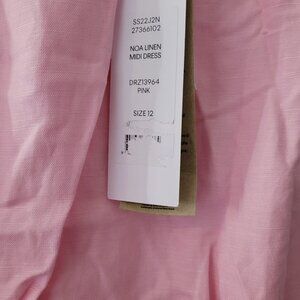 SS22J2N
27366102
NOA LINEN
MIDI DRESS
DRZ13964
PINK
SIZE 12